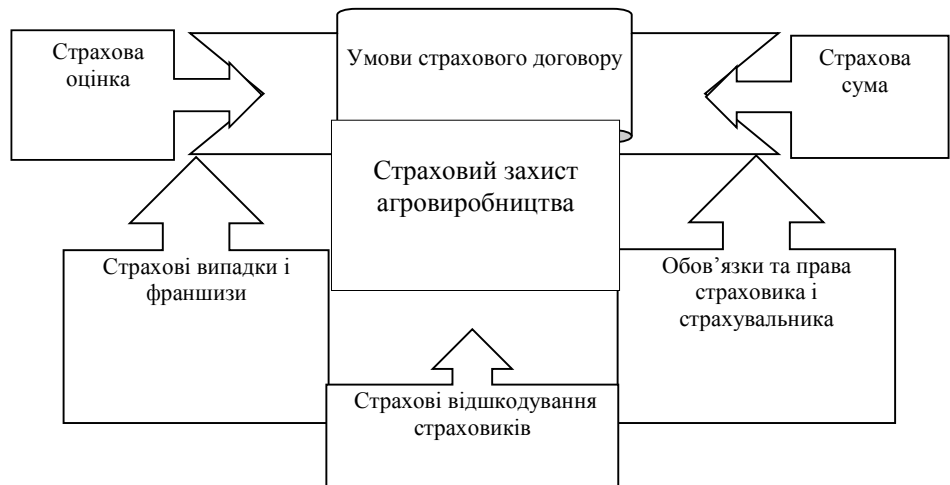 Умови страхового договору
Страхова
оцінка
Страхова
сума
Страховий захист
агровиробництва
Страхові випадки і
франшизи
Обов’язки та права
страховика і
страхувальника
Страхові відшкодування
страховиків